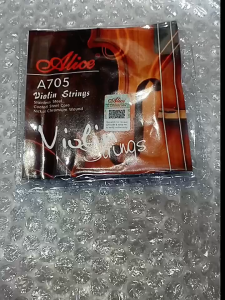 Alice
A705
Violin Strings
Stainless Steel
Nickel Chromium Wound
Violin
Strings